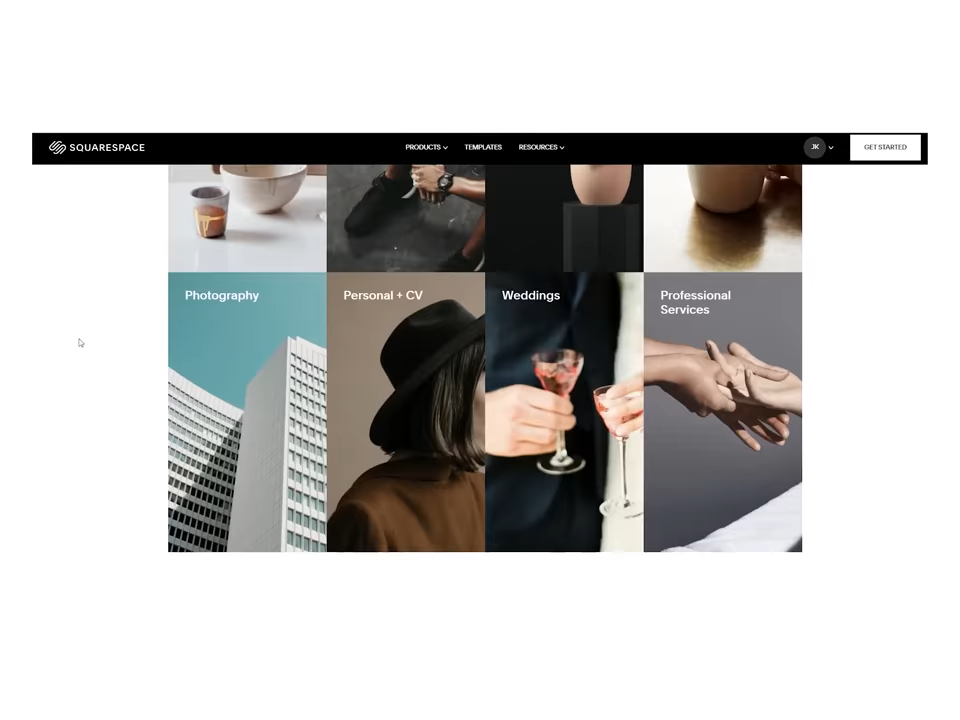 SQUARESPACE
PRODUCTS
TEMPLATES
RESOURCES
JK
GET STARTED
Photography
Personal + CV
Weddings
Professional
Services